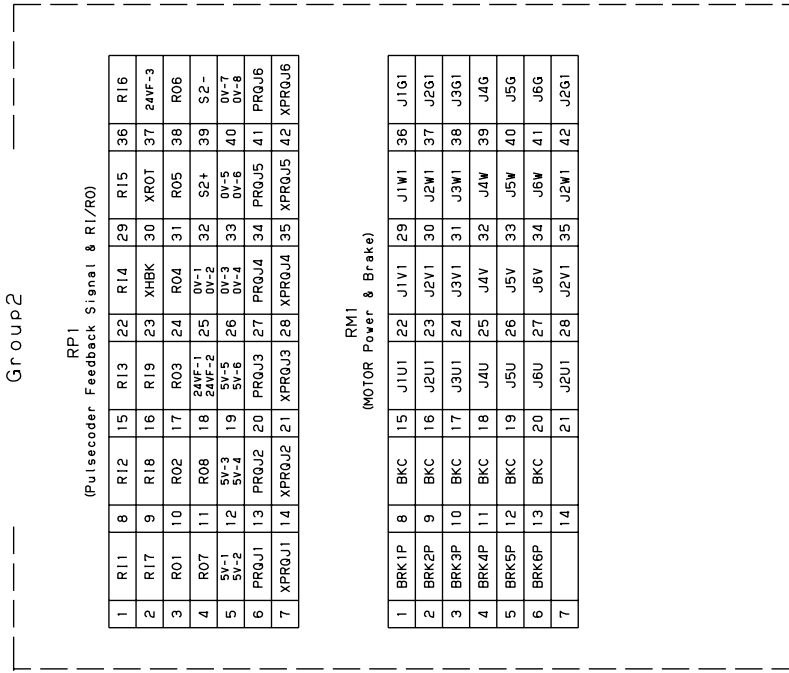 Group2
RP1
(Pulsecoder Feedback Signal & RI/RO)
1 RI1 8 RI2 15 RI3 22 RI4 29 RI5 36 RI6
2 RI7 9 RI8 16 RI9 23 XHBK 30 XROT 37 24VF-3
3 RO1 10 RO2 17 RO3 24 RO4 31 RO5 38 RO6
4 RO7 11 RO8 18 24VF-1 24VF-2 25 0V-1 0V-2 32 S2+ 39 S2-
5 5V-1 5V-2 12 5V-3 5V-4 19 5V-5 5V-6 26 0V-3 0V-4 33 0V-5 0V-6 40 0V-7 0V-8
6 PRQJ1 13 PRQJ2 20 PRQJ3 27 PRQJ4 34 PRQJ5 41 PRQJ6
7 XPRQJ1 14 XPRQJ2 21 XPRQJ3 28 XPRQJ4 35 XPRQJ5 42 XPRQJ6
RM1
(MOTOR Power & Brake)
1 BRK1P 8 BKC 15 J1U1 22 J1V1 29 J1W1 36 J1G1
2 BRK2P 9 BKC 16 J2U1 23 J2V1 30 J2W1 37 J2G1
3 BRK3P 10 BKC 17 J3U1 24 J3V1 31 J3W1 38 J3G1
4 BRK4P 11 BKC 18 J4U 25 J4V 32 J4W 39 J4G
5 BRK5P 12 BKC 19 J5U 26 J5V 33 J5W 40 J5G
6 BRK6P 13 BKC 20 J6U 27 J6V 34 J6W 41 J6G
7 14 21 J2U1 28 J2V1 35 J2W1 42 J2G1